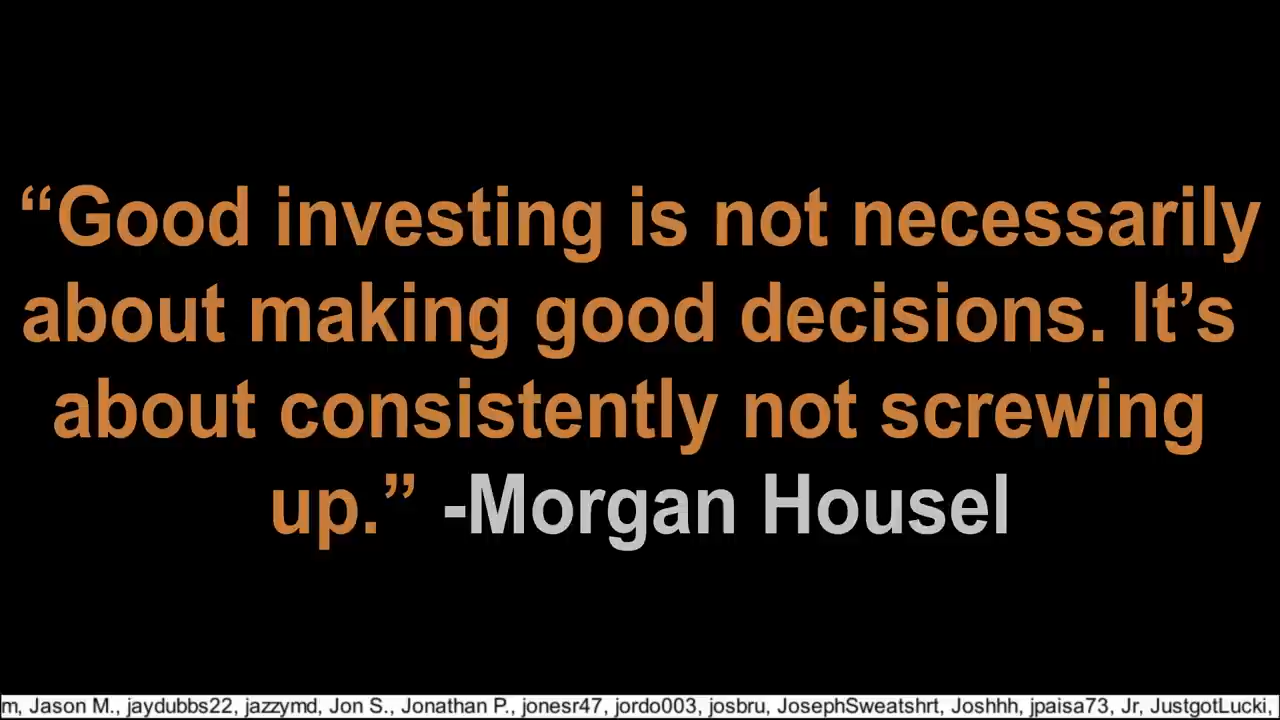 “Good investing is not necessarily
about making good decisions. It’s
about consistently not screwing
up.” -Morgan Housel
m, Jason M., jaydubbs22, jazzymd, Jon S., Jonathan P., jonesr47, jordo003, josbru, JosephSweatshrt, Joshhh, jpaisa73, Jr, JustgotLucki,